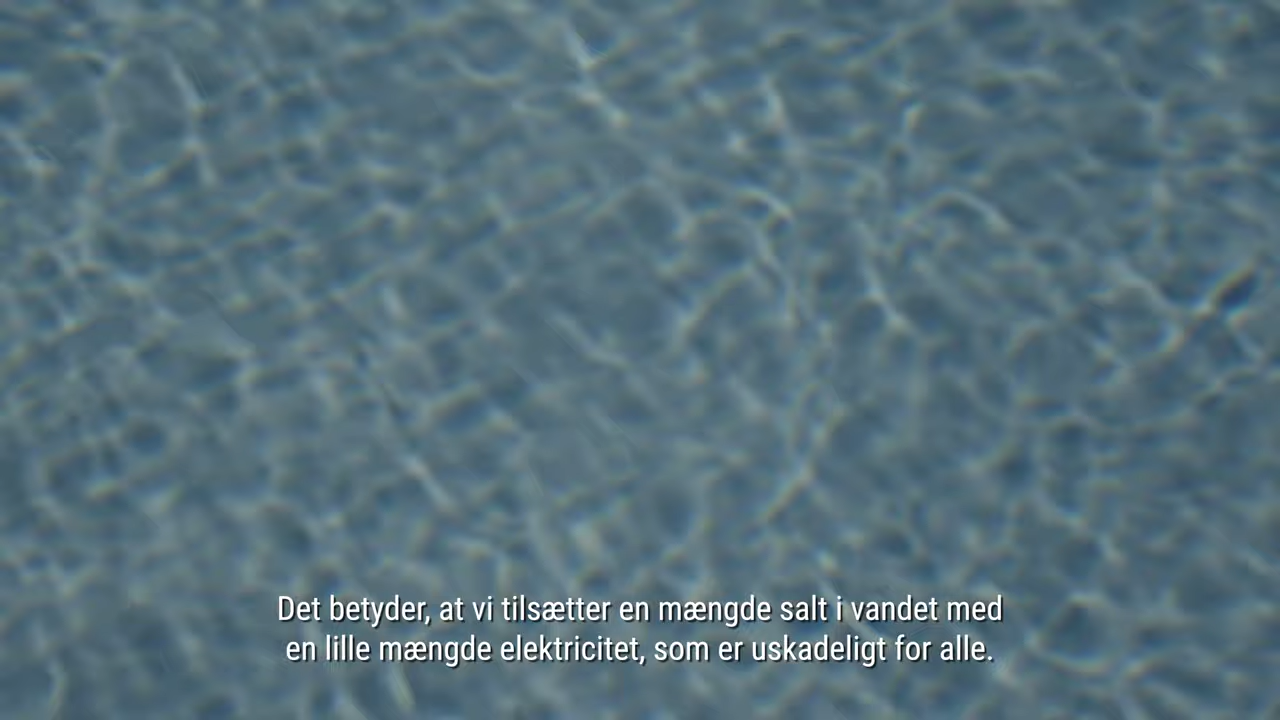 Det betyder, at vi tilsætter en mængde salt i vandet med
en lille mængde elektricitet, som er uskadeligt for alle.